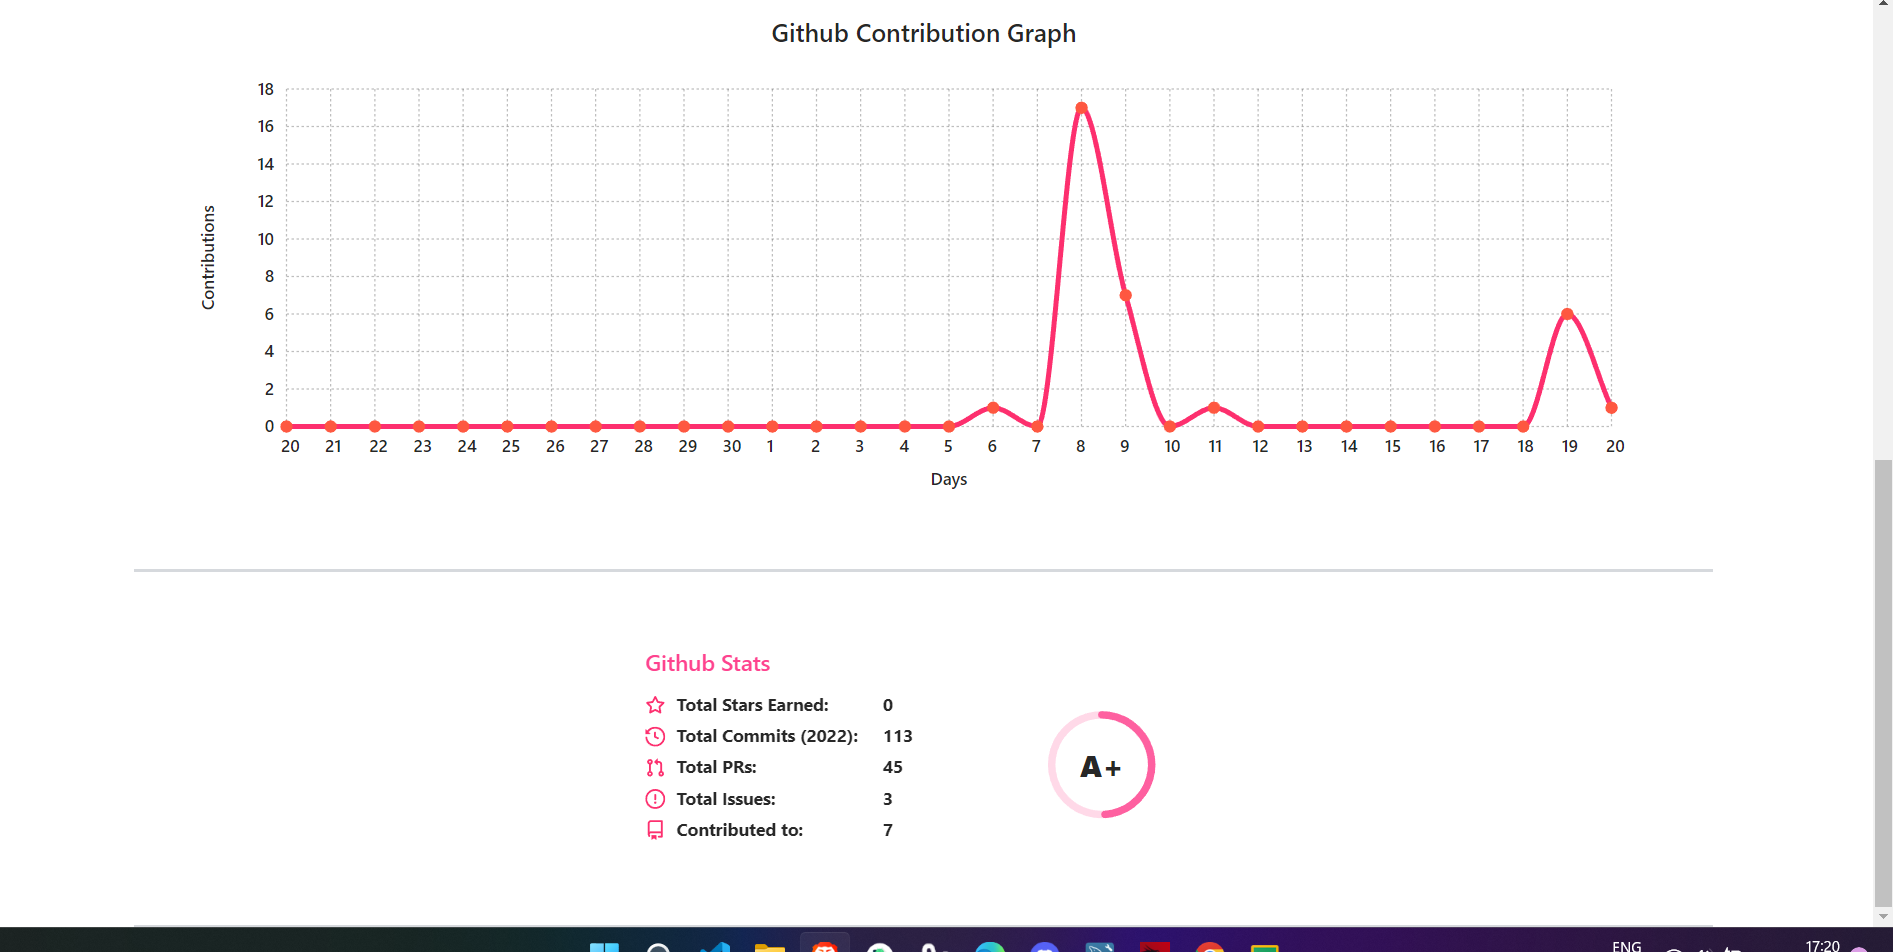 Github Contribution Graph
18
16
14
12
10
8
6
4
2
0
Contributions
20 21 22 23 24 25 26 27 28 29 30 1 2 3 4 5 6 7 8 9 10 11 12 13 14 15 16 17 18 19 20
Days
Github Stats
Total Stars Earned: 0
Total Commits (2022): 113
Total PRs: 45
Total Issues: 3
Contributed to: 7
A+
ENG
17:20